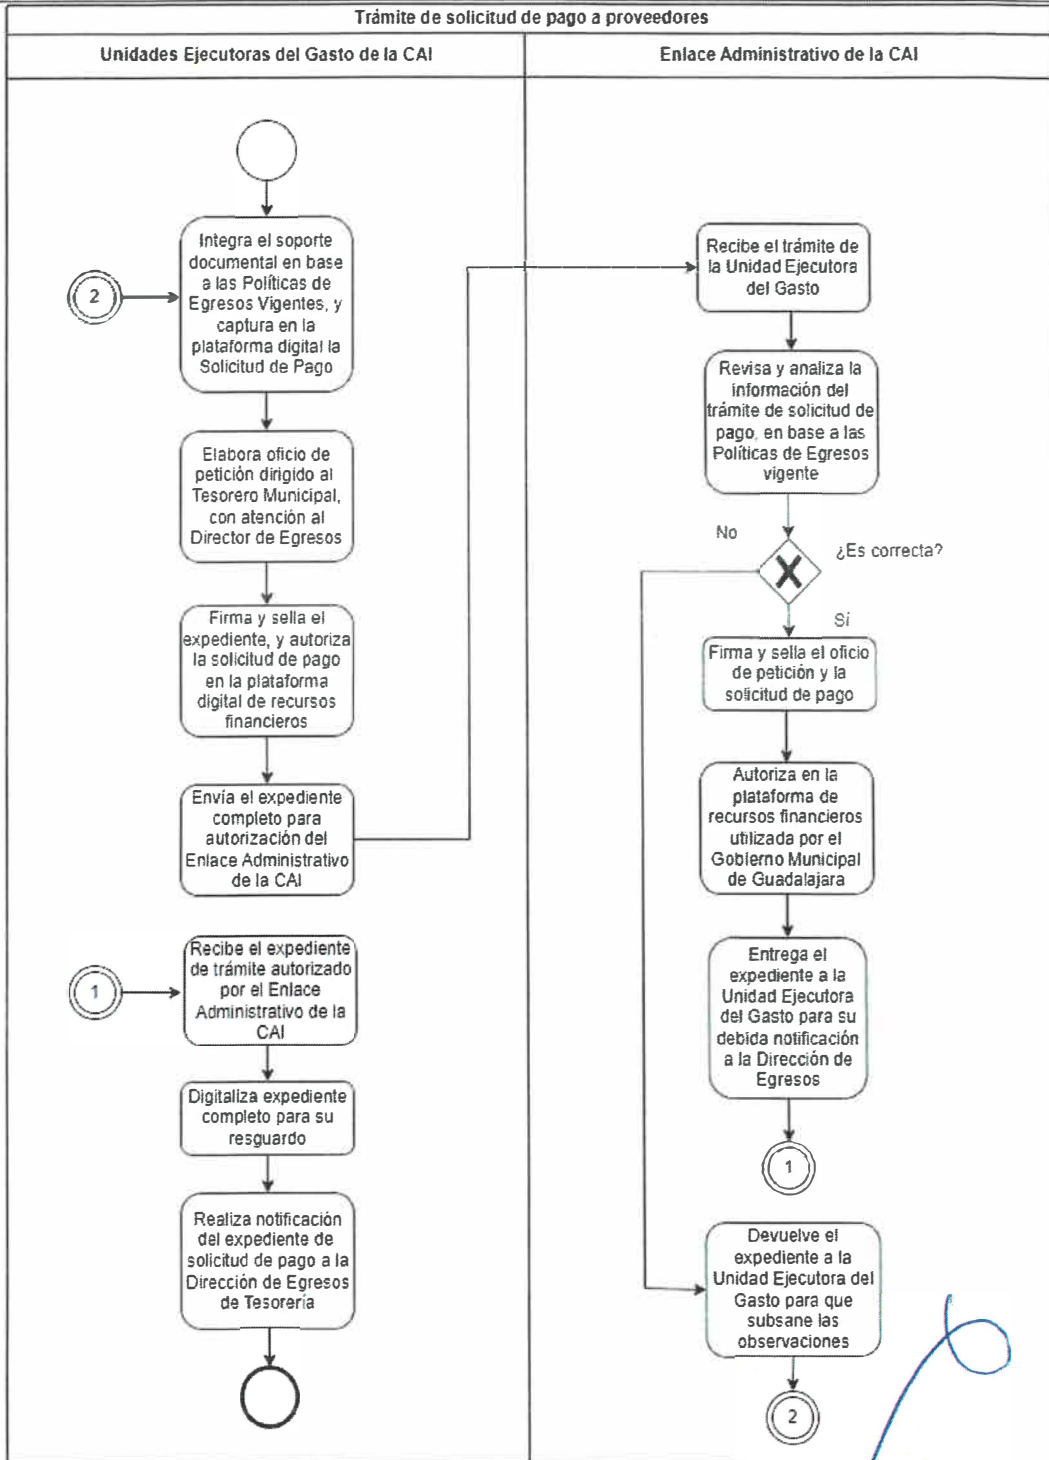 Trámite de solicitud de pago a proveedores
Unidades Ejecutoras del Gasto de la CAI
Enlace Administrativo de la CAI
Integra el soporte
documental en base
a las Políticas de
Egresos Vigentes, y
captura en la
plataforma digital la
Solicitud de Pago
2
Elabora oficio de
petición dirigido al
Tesorero Municipal,
con atención al
Director de Egresos
Firma y sella el
expediente, y autoriza
la solicitud de pago
en la plataforma
digital de recursos
financieros
Envía el expediente
completo para
autorización del
Enlace Administrativo
de la CAI
1
Recibe el expediente
de trámite autorizado
por el Enlace
Administrativo de la
CAI
Digitaliza expediente
completo para su
resguardo
Realiza notificación
del expediente de
solicitud de pago a la
Dirección de Egresos
de Tesorería
Recibe el trámite de
la Unidad Ejecutora
del Gasto
Revisa y analiza la
información del
trámite de solicitud de
pago, en base a las
Políticas de Egresos
vigente
No
¿Es correcta?
Sí
Firma y sella el oficio
de petición y la
solicitud de pago
Autoriza en la
plataforma de
recursos financieros
utilizada por el
Gobierno Municipal
de Guadalajara
Entrega el
expediente a la
Unidad Ejecutora
del Gasto para su
debida notificación
a la Dirección de
Egresos
1
Devuelve el
expediente a la
Unidad Ejecutora del
Gasto para que
subsane las
observaciones
2